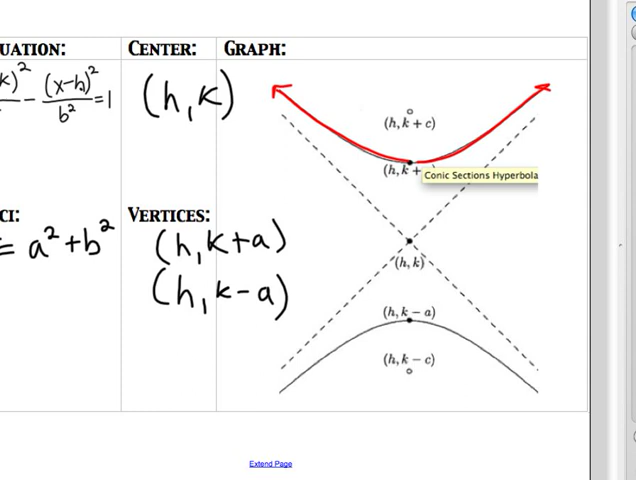 UATION:
CENTER:
GRAPH:
k)² - (x-h)²/b² = 1
(h, k)
(h, k + c)
(h, k +
Conic Sections Hyperbola
CI:
VERTICES:
= a² + b²
(h, k+a)
(h, k-a)
(h, k)
(h, k − a)
(h, k − c)
Extend Page